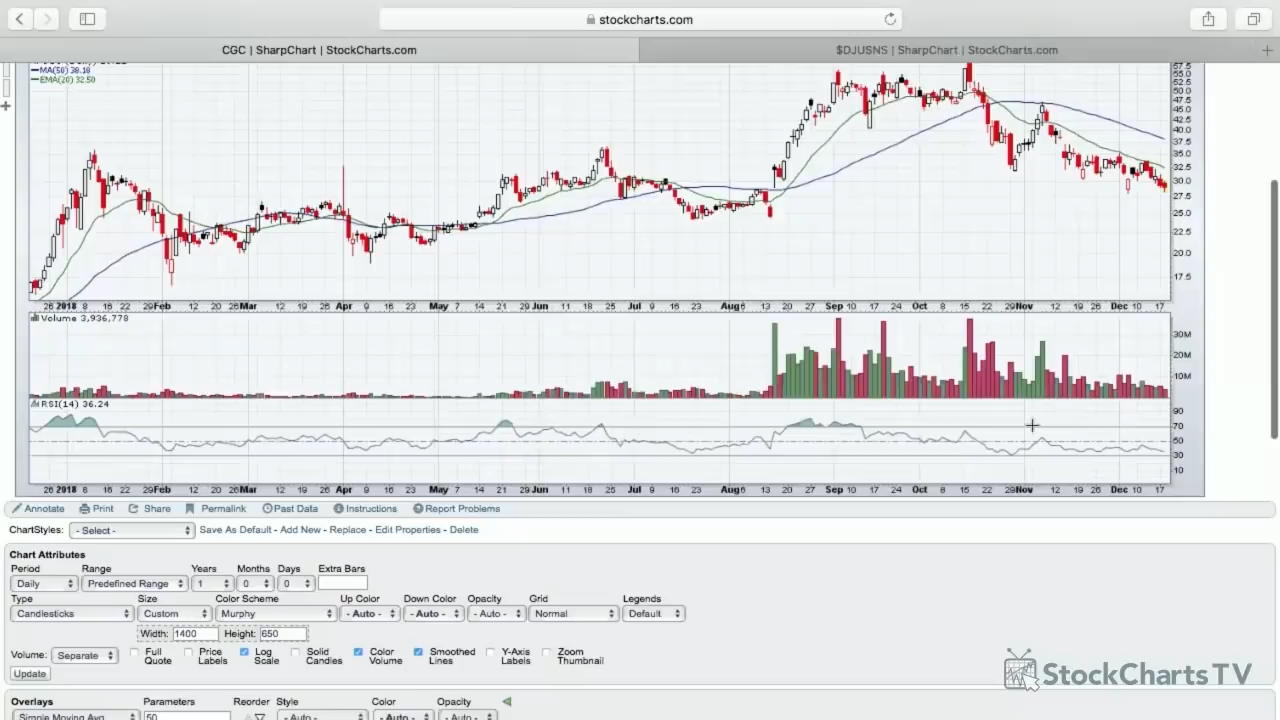 stockcharts.com
CGC | SharpChart | StockCharts.com
$DJUSNS | SharpChart | StockCharts.com
MA(50) 38.18
EMA(20) 32.50
57.5
55.0
50.0
47.5
45.0
42.5
40.0
37.5
35.0
32.5
30.0
27.5
25.0
22.5
20.0
17.5
26 2018 8 16 22 29 Feb 12 20 26 Mar 12 19 26 Apr 9 16 23 May 7 14 21 Jun 11 18 25 Jul 9 16 23 Aug 6 13 20 27 Sep 10 17 24 Oct 8 15 22 29 Nov 12 19 26 Dec 10 17
Volume 3,936,778
30M
20M
10M
RSI(14) 36.24
90
70
50
30
10
26 2018 8 16 22 29 Feb 12 20 26 Mar 12 19 26 Apr 9 16 23 May 7 14 21 Jun 11 18 25 Jul 9 16 23 Aug 6 13 20 27 Sep 10 17 24 Oct 8 15 22 29 Nov 12 19 26 Dec 10 17
Annotate Print Share Permalink Past Data Instructions Report Problems
ChartStyles: - Select - Save As Default - Add New - Replace - Edit Properties - Delete
Chart Attributes
Period Range Years Months Days Extra Bars
Daily Predefined Range 1 0 0
Type Size Color Scheme Up Color Down Color Opacity Grid Legends
Candlesticks Custom Murphy - Auto - - Auto - - Auto - Normal Default
Width: 1400 Height: 650
Volume: Separate Full Quote Price Labels Log Scale Solid Candles Color Volume Smoothed Lines Y-Axis Labels Zoom Thumbnail
Update
StockCharts TV
Overlays Parameters Reorder Style Color Opacity
Simple Moving Avg. 50 - Auto - - Auto - - Auto -